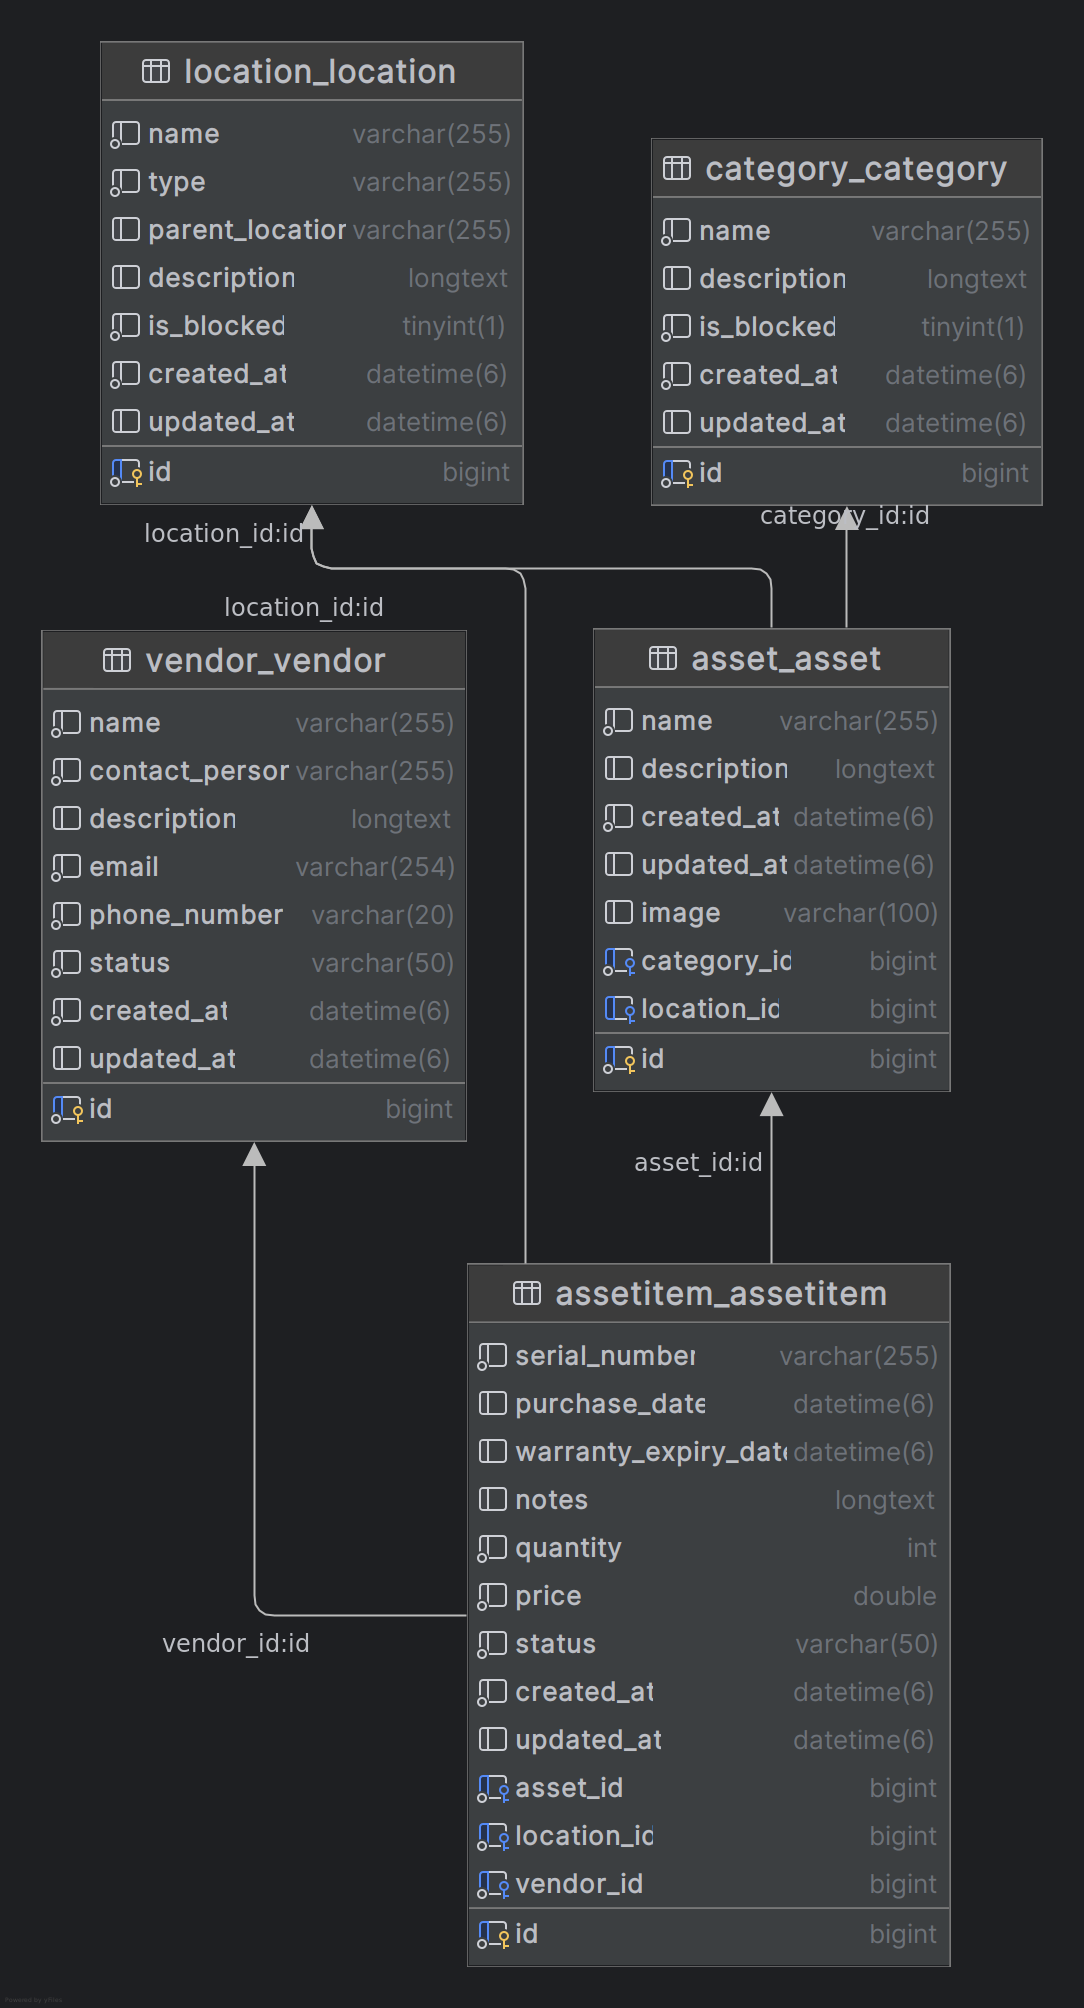 location_location
name varchar(255)
type varchar(255)
parent_location varchar(255)
description longtext
is_blocked tinyint(1)
created_at datetime(6)
updated_at datetime(6)
id bigint
category_category
name varchar(255)
description longtext
is_blocked tinyint(1)
created_at datetime(6)
updated_at datetime(6)
id bigint
location_id:id
category_id:id
location_id:id
vendor_vendor
name varchar(255)
contact_person varchar(255)
description longtext
email varchar(254)
phone_number varchar(20)
status varchar(50)
created_at datetime(6)
updated_at datetime(6)
id bigint
asset_asset
name varchar(255)
description longtext
created_at datetime(6)
updated_at datetime(6)
image varchar(100)
category_id bigint
location_id bigint
id bigint
asset_id:id
assetitem_assetitem
serial_number varchar(255)
purchase_date datetime(6)
warranty_expiry_date datetime(6)
notes longtext
quantity int
price double
status varchar(50)
created_at datetime(6)
updated_at datetime(6)
asset_id bigint
location_id bigint
vendor_id bigint
id bigint
vendor_id:id
Powered by yFiles